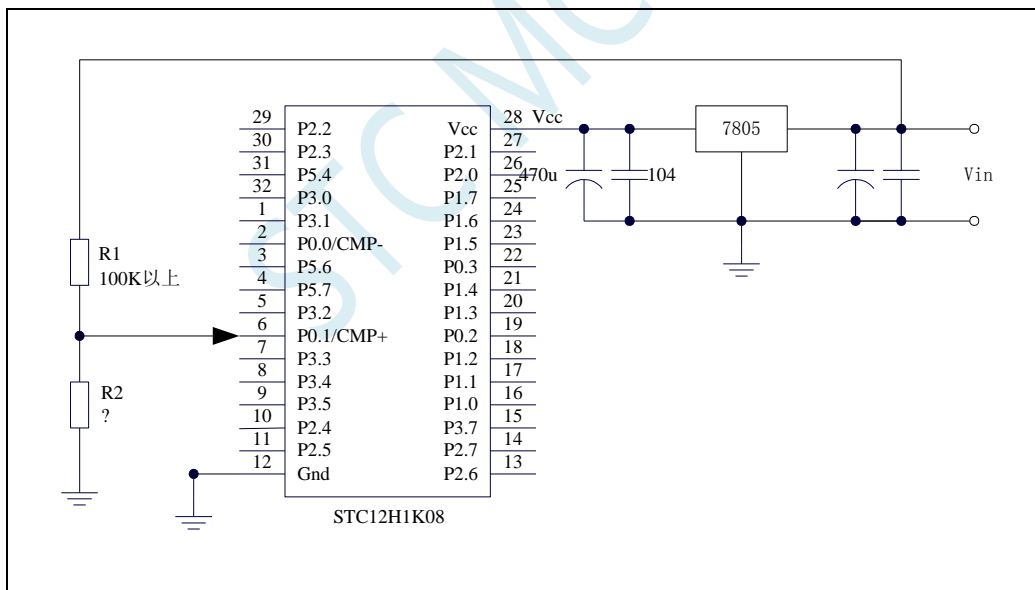 STC MC
29 P2.2
30 P2.3
31 P5.4
32 P3.0
1 P3.1
2 P0.0/CMP-
3 P5.6
4 P5.7
5 P3.2
6 P0.1/CMP+
7 P3.3
8 P3.4
9 P3.5
10 P2.4
11 P2.5
12 Gnd
Vcc 28 Vcc
P2.1 27
P2.0 26
P1.7 25
P1.6 24
P1.5 23
P0.3 22
P1.4 21
P1.3 20
P0.2 19
P1.2 18
P1.1 17
P1.0 16
P3.7 15
P2.7 14
P2.6 13
STC12H1K08
R1
100K以上
R2
?
470u
104
7805
Vin